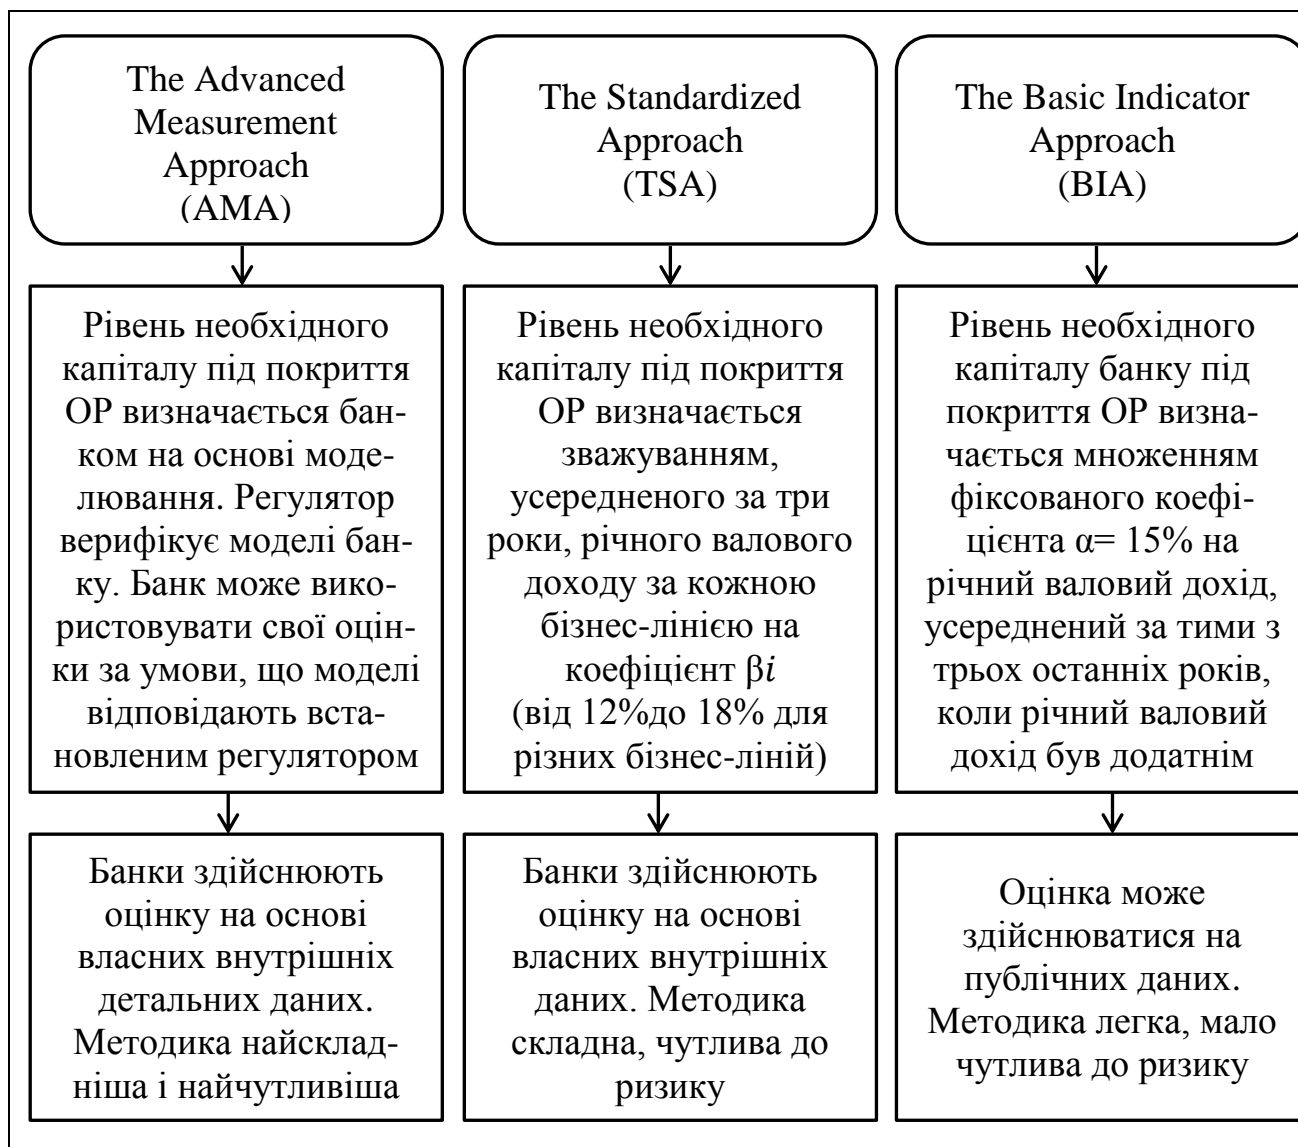 The Advanced
Measurement
Approach
(AMA)
Рівень необхідного
капіталу під покриття
ОР визначається бан-
ком на основі моде-
лювання. Регулятор
верифікує моделі бан-
ку. Банк може вико-
ристовувати свої оцін-
ки за умови, що моделі
відповідають вста-
новленим регулятором
Банки здійснюють
оцінку на основі
власних внутрішніх
детальних даних.
Методика найсклад-
ніша і найчутливіша
The Standardized
Approach
(TSA)
Рівень необхідного
капіталу під покриття
ОР визначається
зважуванням,
усередненого за три
роки, річного валового
доходу за кожною
бізнес-лінією на
коефіцієнт βi
(від 12%до 18% для
різних бізнес-ліній)
Банки здійснюють
оцінку на основі
власних внутрішніх
даних. Методика
складна, чутлива до
ризику
The Basic Indicator
Approach
(BIA)
Рівень необхідного
капіталу банку під
покриття ОР визна-
чається множенням
фіксованого коефі-
цієнта α= 15% на
річний валовий дохід,
усереднений за тими з
трьох останніх років,
коли річний валовий
дохід був додатнім
Оцінка може
здійснюватися на
публічних даних.
Методика легка, мало
чутлива до ризику